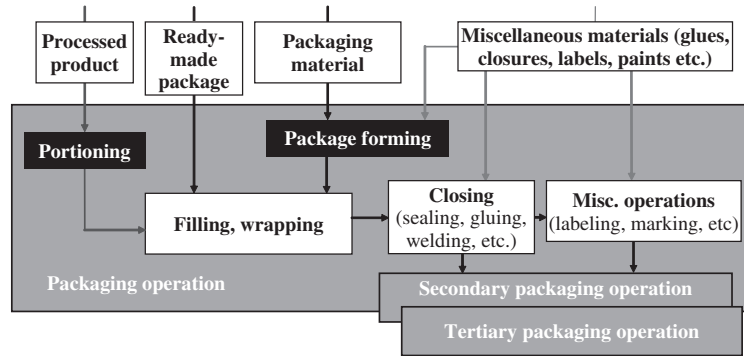 Processed
product
Ready-
made
package
Packaging
material
Miscellaneous materials (glues,
closures, labels, paints etc.)
Portioning
Package forming
Filling, wrapping
Closing
(sealing, gluing,
welding, etc.)
Misc. operations
(labeling, marking, etc)
Packaging operation
Secondary packaging operation
Tertiary packaging operation